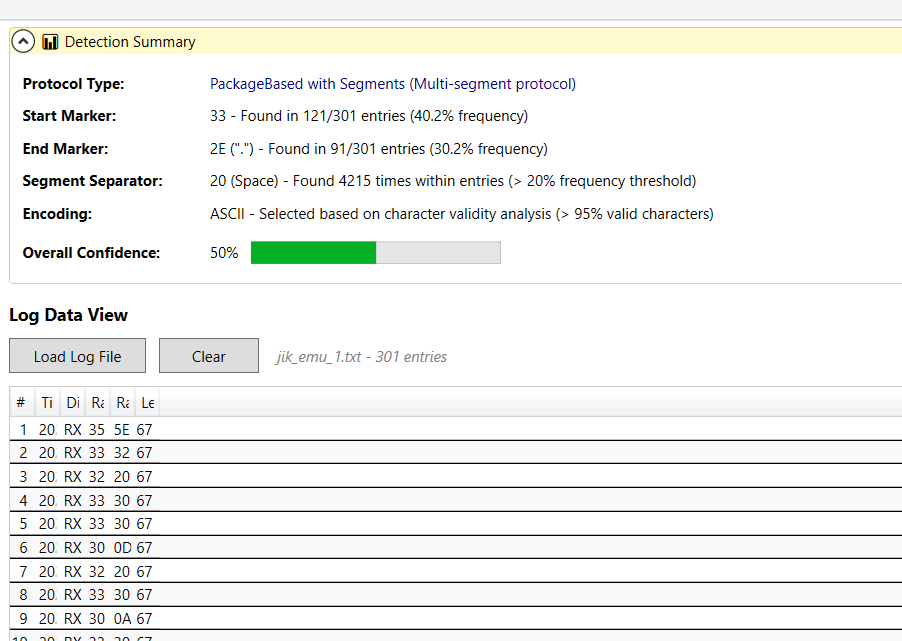 Detection Summary
Protocol Type: PackageBased with Segments (Multi-segment protocol)
Start Marker: 33 - Found in 121/301 entries (40.2% frequency)
End Marker: 2E (".") - Found in 91/301 entries (30.2% frequency)
Segment Separator: 20 (Space) - Found 4215 times within entries (> 20% frequency threshold)
Encoding: ASCII - Selected based on character validity analysis (> 95% valid characters)
Overall Confidence: 50%
Log Data View
Load Log File Clear jik_emu_1.txt - 301 entries
# Ti Di Ra Ra Le
1 20 RX 35 5E 67
2 20 RX 33 32 67
3 20 RX 32 20 67
4 20 RX 33 30 67
5 20 RX 33 30 67
6 20 RX 30 0D 67
7 20 RX 32 20 67
8 20 RX 33 30 67
9 20 RX 30 0A 67